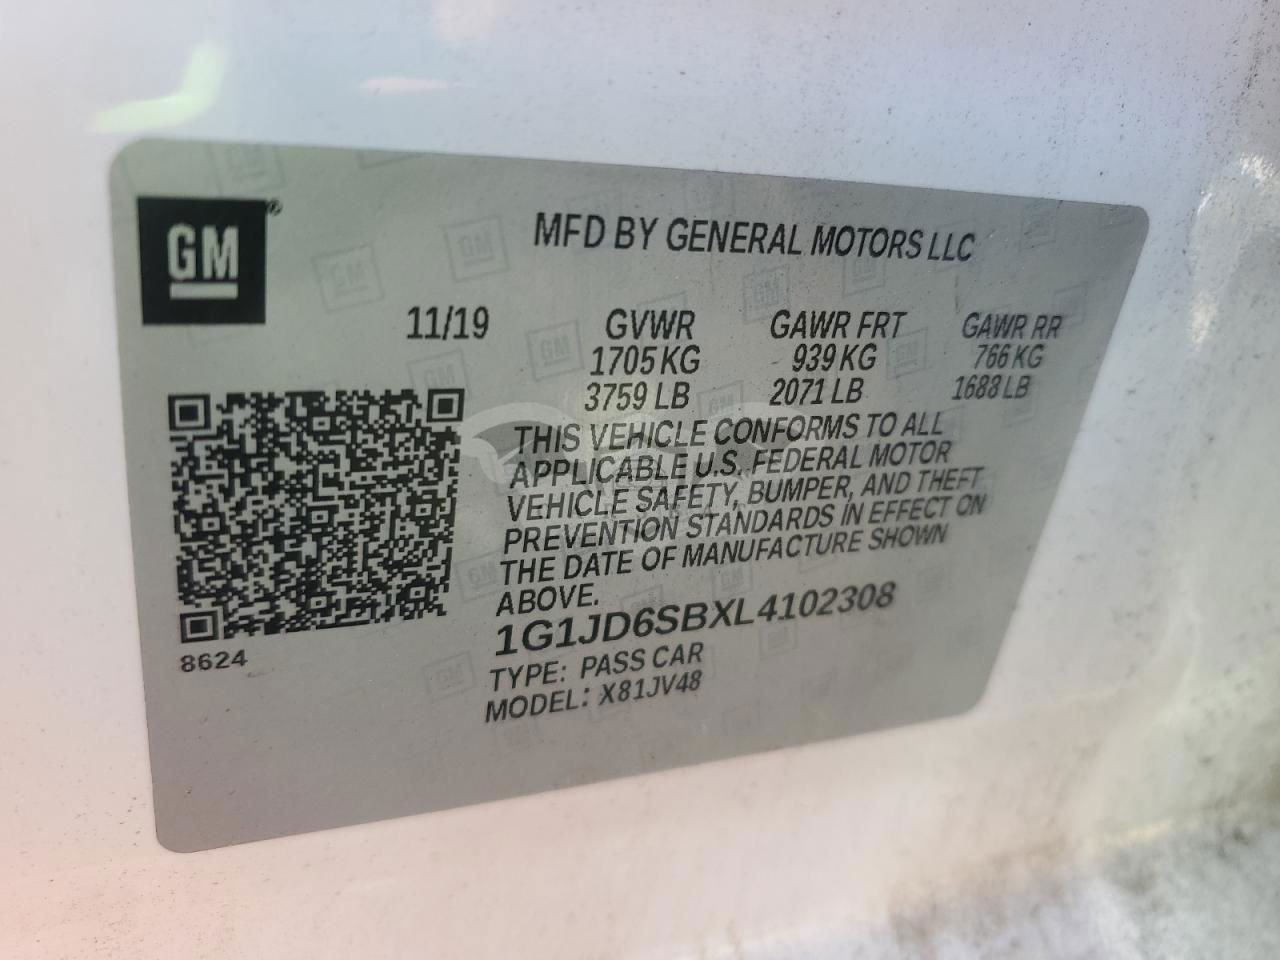 GM®
MFD BY GENERAL MOTORS LLC
11/19 GVWR GAWR FRT GAWR RR
1705 KG 939 KG 766 KG
3759 LB 2071 LB 1688 LB
THIS VEHICLE CONFORMS TO ALL
APPLICABLE U.S. FEDERAL MOTOR
VEHICLE SAFETY, BUMPER, AND THEFT
PREVENTION STANDARDS IN EFFECT ON
THE DATE OF MANUFACTURE SHOWN
ABOVE.
1G1JD6SBXL4102308
TYPE: PASS CAR
MODEL: X81JV48
8624